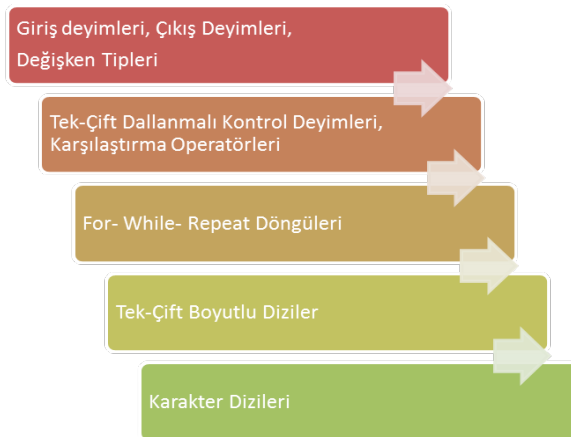 Giriş deyimleri, Çıkış Deyimleri,
Değişken Tipleri
Tek-Çift Dallanmalı Kontrol Deyimleri,
Karşılaştırma Operatörleri
For- While- Repeat Döngüleri
Tek-Çift Boyutlu Diziler
Karakter Dizileri